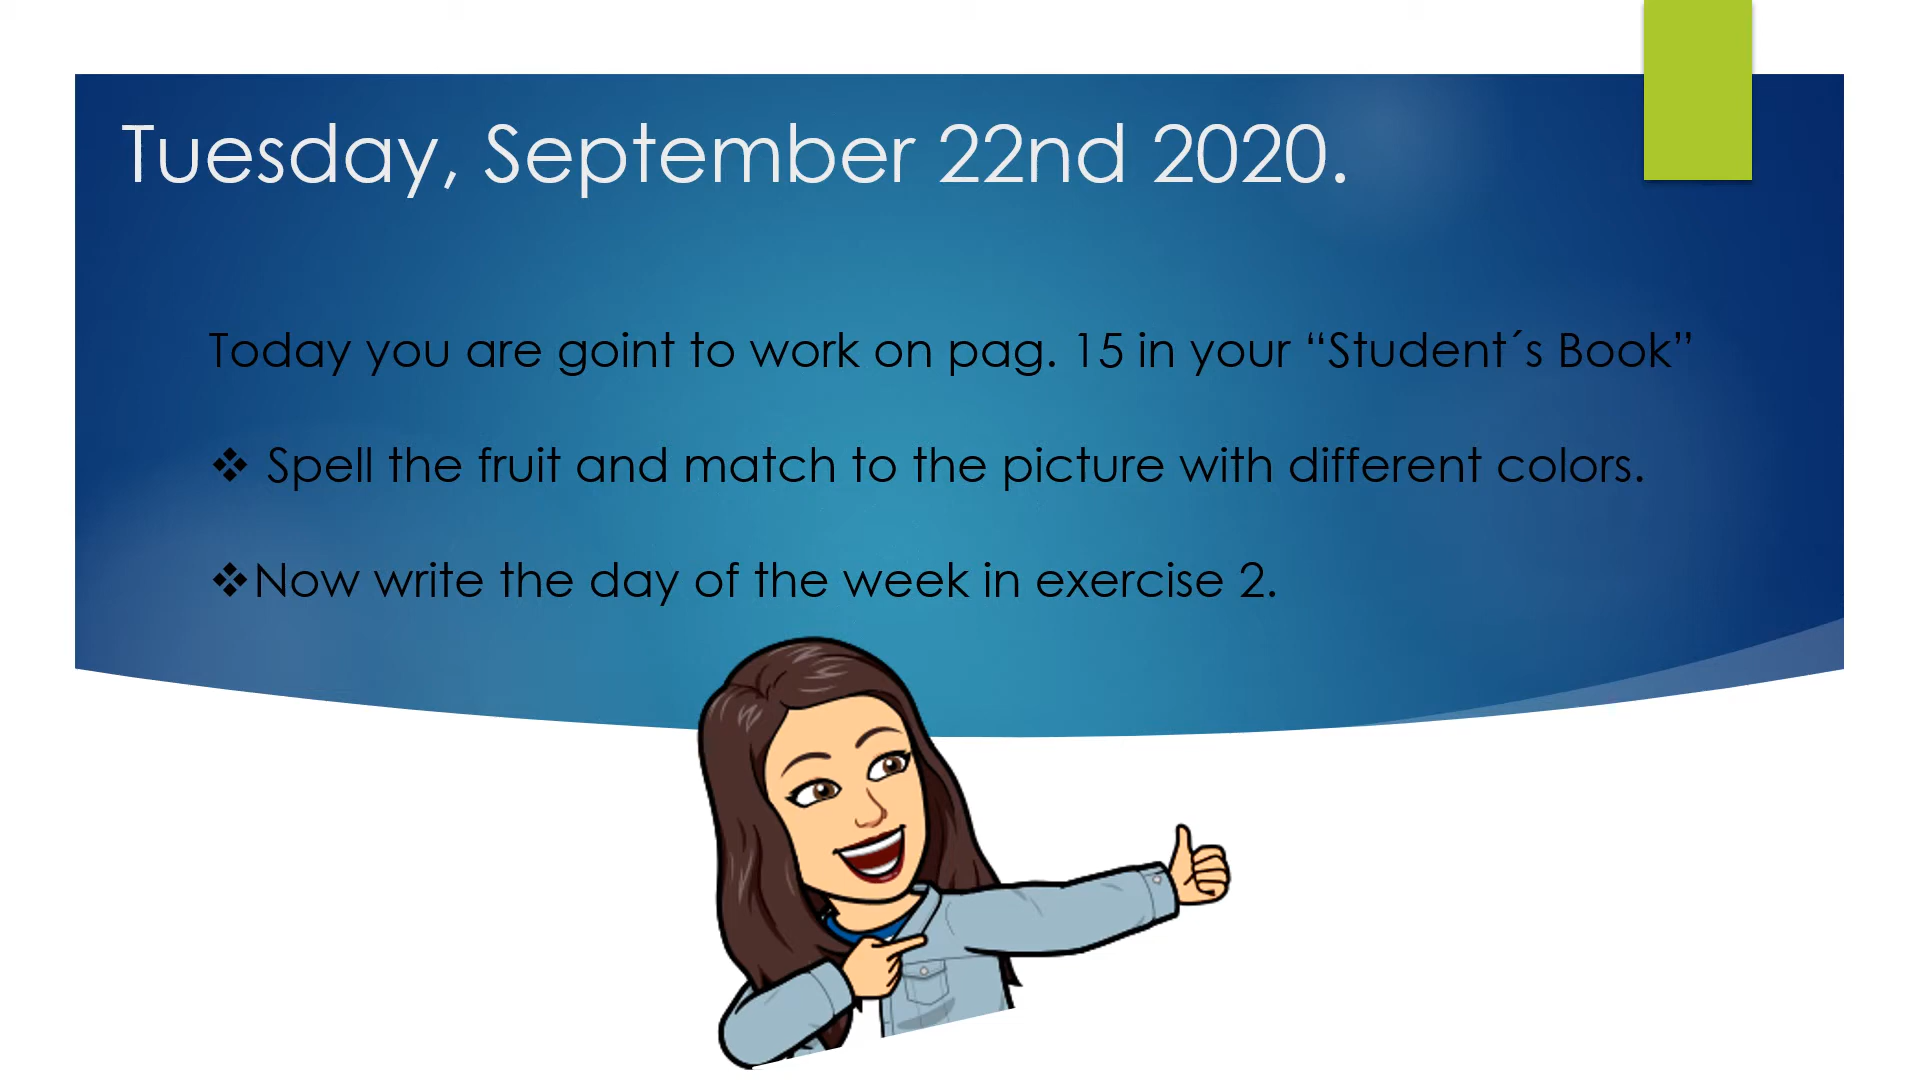 Tuesday, September 22nd 2020.
Today you are goint to work on pag. 15 in your “Student´s Book”
❖ Spell the fruit and match to the picture with different colors.
❖Now write the day of the week in exercise 2.